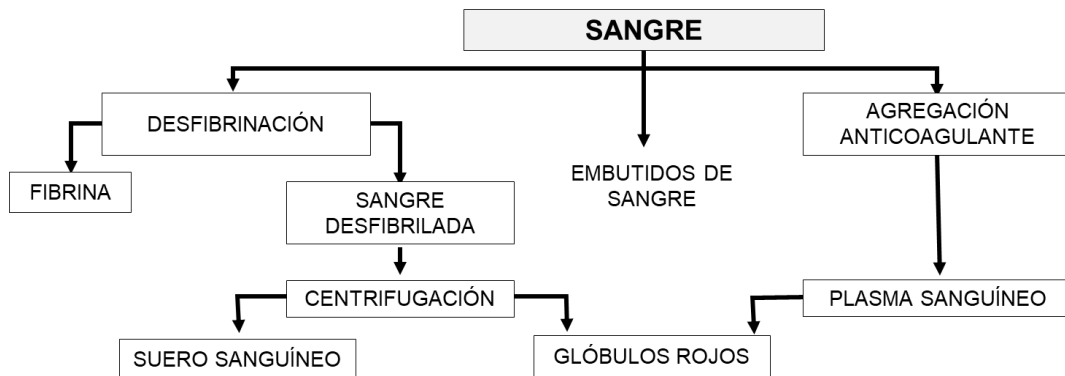 SANGRE
DESFIBRINACIÓN
AGREGACIÓN
ANTICOAGULANTE
EMBUTIDOS DE
SANGRE
FIBRINA
SANGRE
DESFIBRILADA
CENTRIFUGACIÓN
PLASMA SANGUÍNEO
SUERO SANGUÍNEO
GLÓBULOS ROJOS